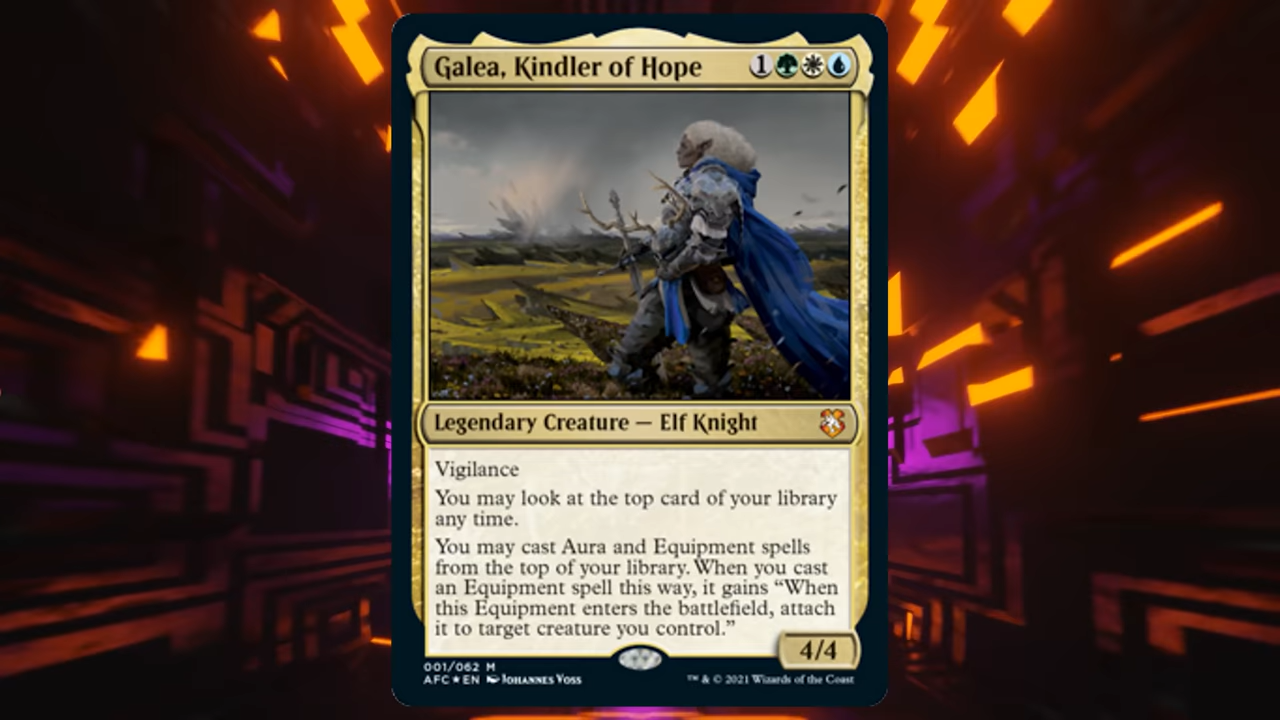 Galea, Kindler of Hope 1
Legendary Creature — Elf Knight
Vigilance
You may look at the top card of your library
any time.
You may cast Aura and Equipment spells
from the top of your library. When you cast
an Equipment spell this way, it gains “When
this Equipment enters the battlefield, attach
it to target creature you control.”
4/4
001/062 M
AFC★EN Johannes Voss
™ & © 2021 Wizards of the Coast